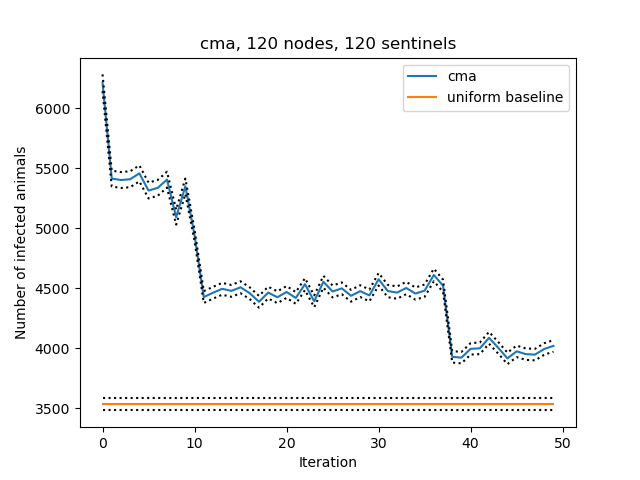 cma, 120 nodes, 120 sentinels
cma
uniform baseline
Number of infected animals
6000
5500
5000
4500
4000
3500
0 10 20 30 40 50
Iteration